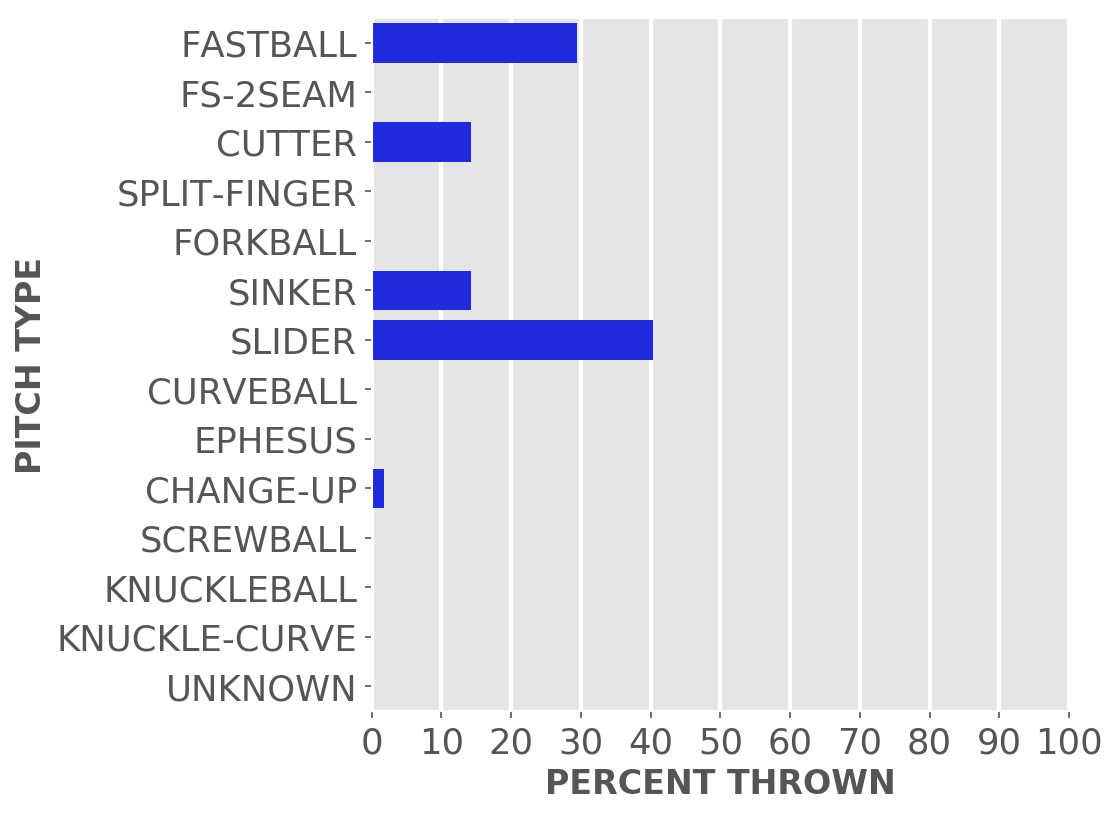 FASTBALL
FS-2SEAM
CUTTER
SPLIT-FINGER
FORKBALL
SINKER
SLIDER
CURVEBALL
EPHESUS
CHANGE-UP
SCREWBALL
KNUCKLEBALL
KNUCKLE-CURVE
UNKNOWN
PITCH TYPE
0 10 20 30 40 50 60 70 80 90 100
PERCENT THROWN